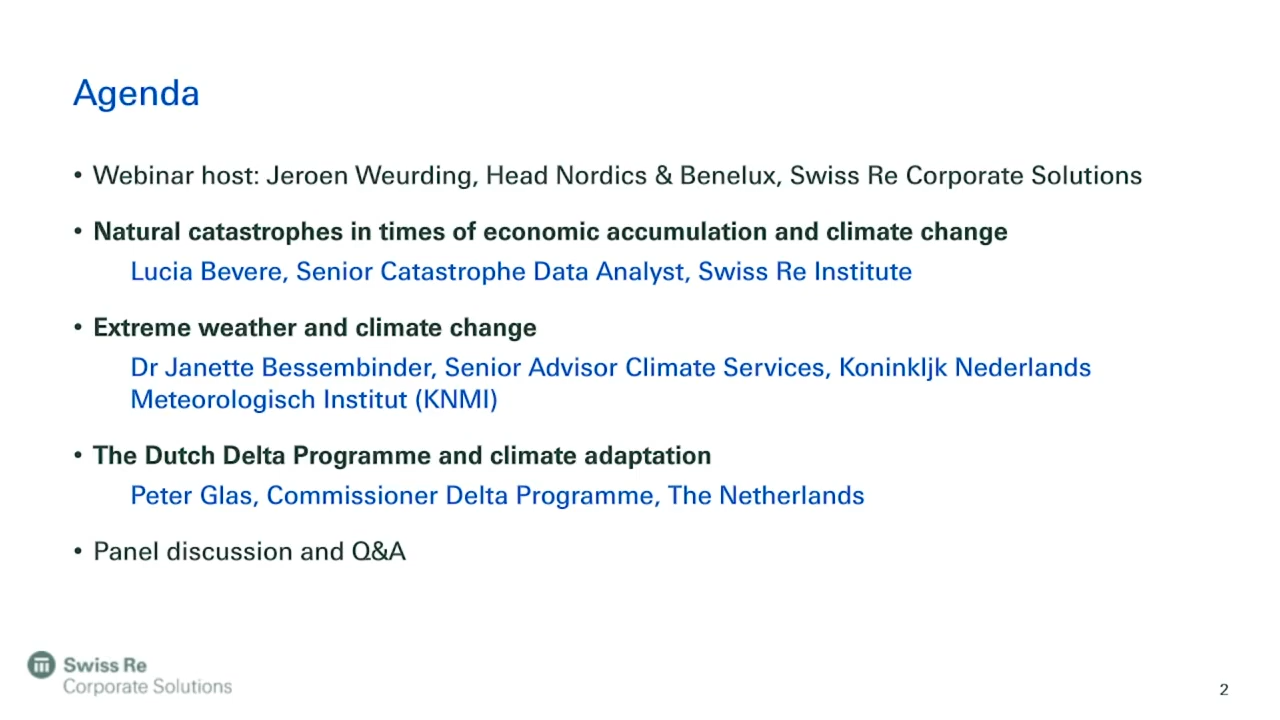 Agenda
• Webinar host: Jeroen Weurding, Head Nordics & Benelux, Swiss Re Corporate Solutions
• Natural catastrophes in times of economic accumulation and climate change
Lucia Bevere, Senior Catastrophe Data Analyst, Swiss Re Institute
• Extreme weather and climate change
Dr Janette Bessembinder, Senior Advisor Climate Services, Koninkljk Nederlands
Meteorologisch Institut (KNMI)
• The Dutch Delta Programme and climate adaptation
Peter Glas, Commissioner Delta Programme, The Netherlands
• Panel discussion and Q&A
Swiss Re
Corporate Solutions
2